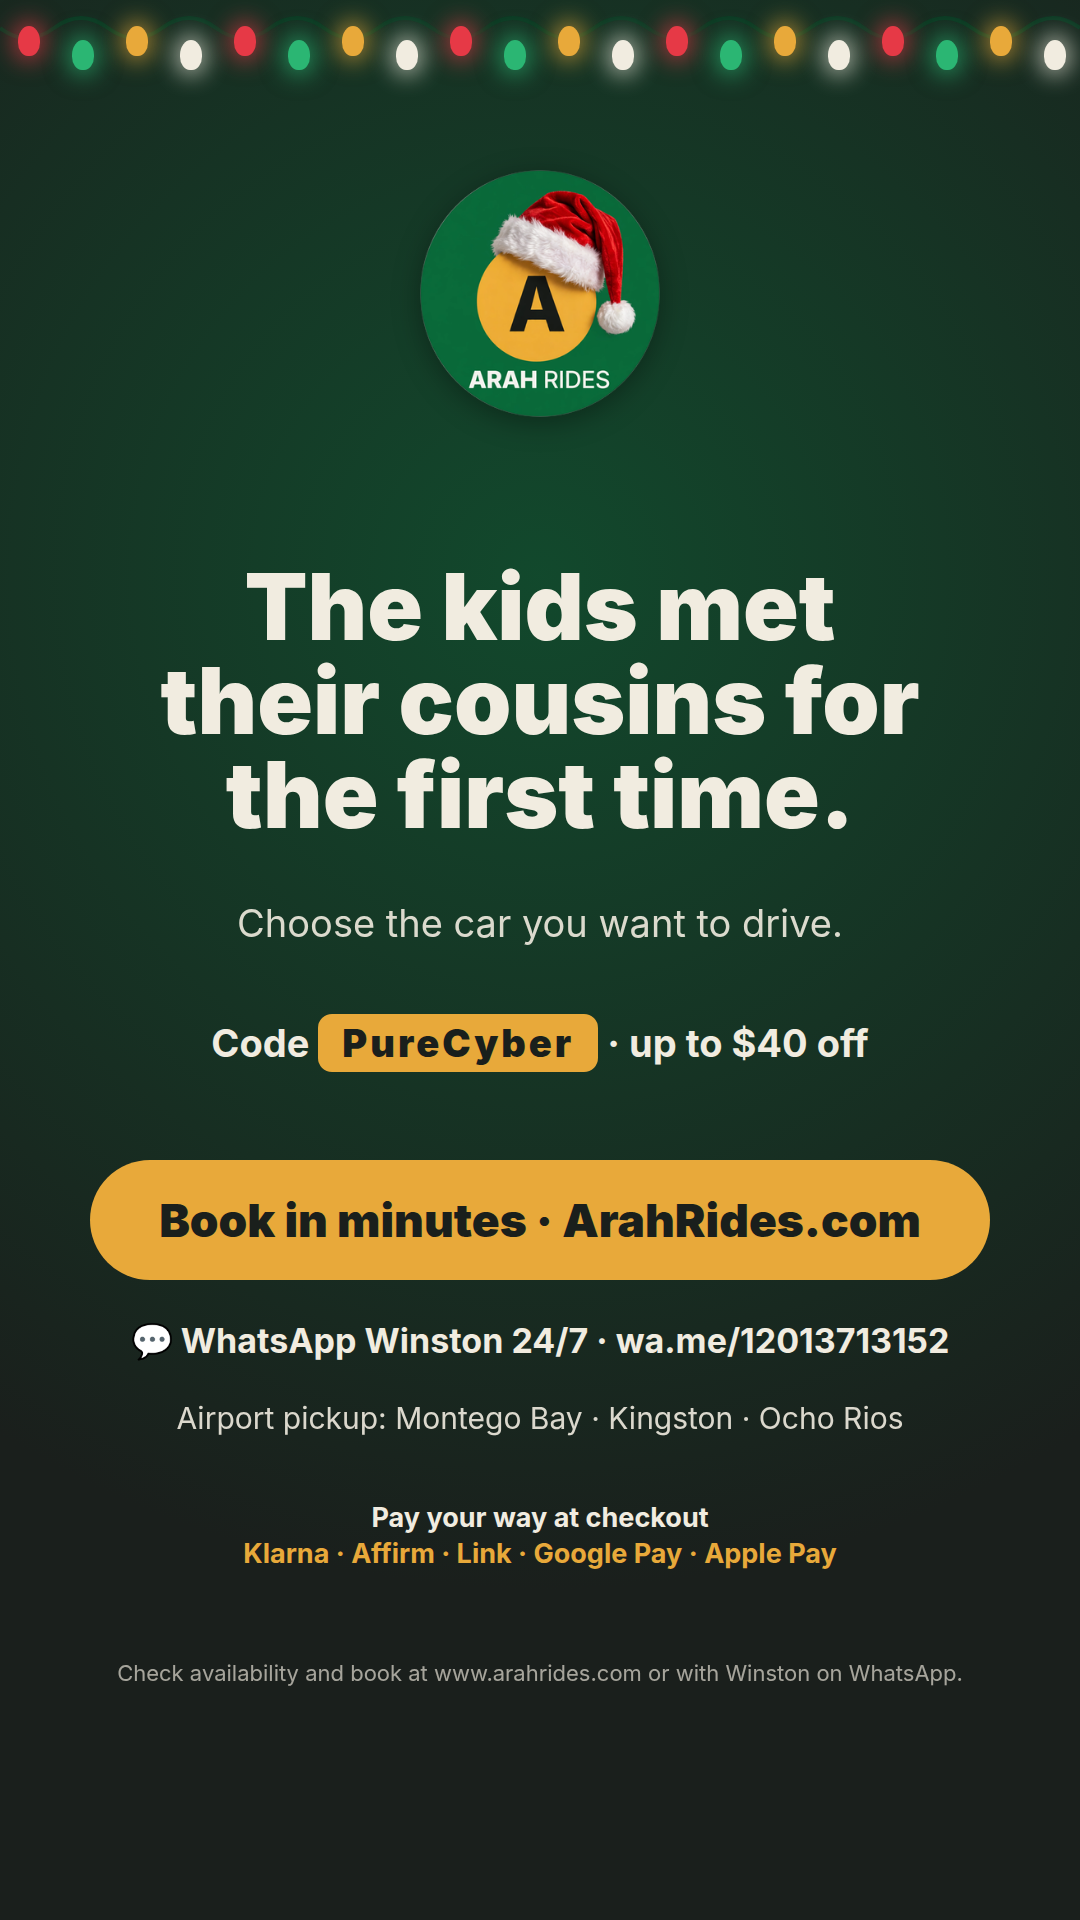 A
ARAH RIDES
The kids met
their cousins for
the first time.
Choose the car you want to drive.
Code PureCyber · up to $40 off
Book in minutes · ArahRides.com
💬 WhatsApp Winston 24/7 · wa.me/12013713152
Airport pickup: Montego Bay · Kingston · Ocho Rios
Pay your way at checkout
Klarna · Affirm · Link · Google Pay · Apple Pay
Check availability and book at www.arahrides.com or with Winston on WhatsApp.